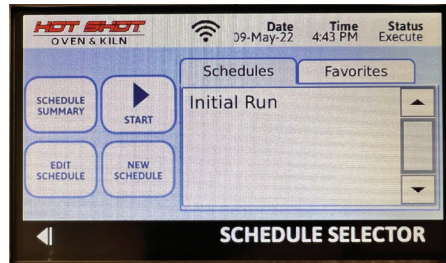 HOT SHOT
OVEN & KILN
Date
09-May-22
Time
4:43 PM
Status
Execute
Schedules
Favorites
SCHEDULE
SUMMARY
START
Initial Run
EDIT
SCHEDULE
NEW
SCHEDULE
SCHEDULE SELECTOR